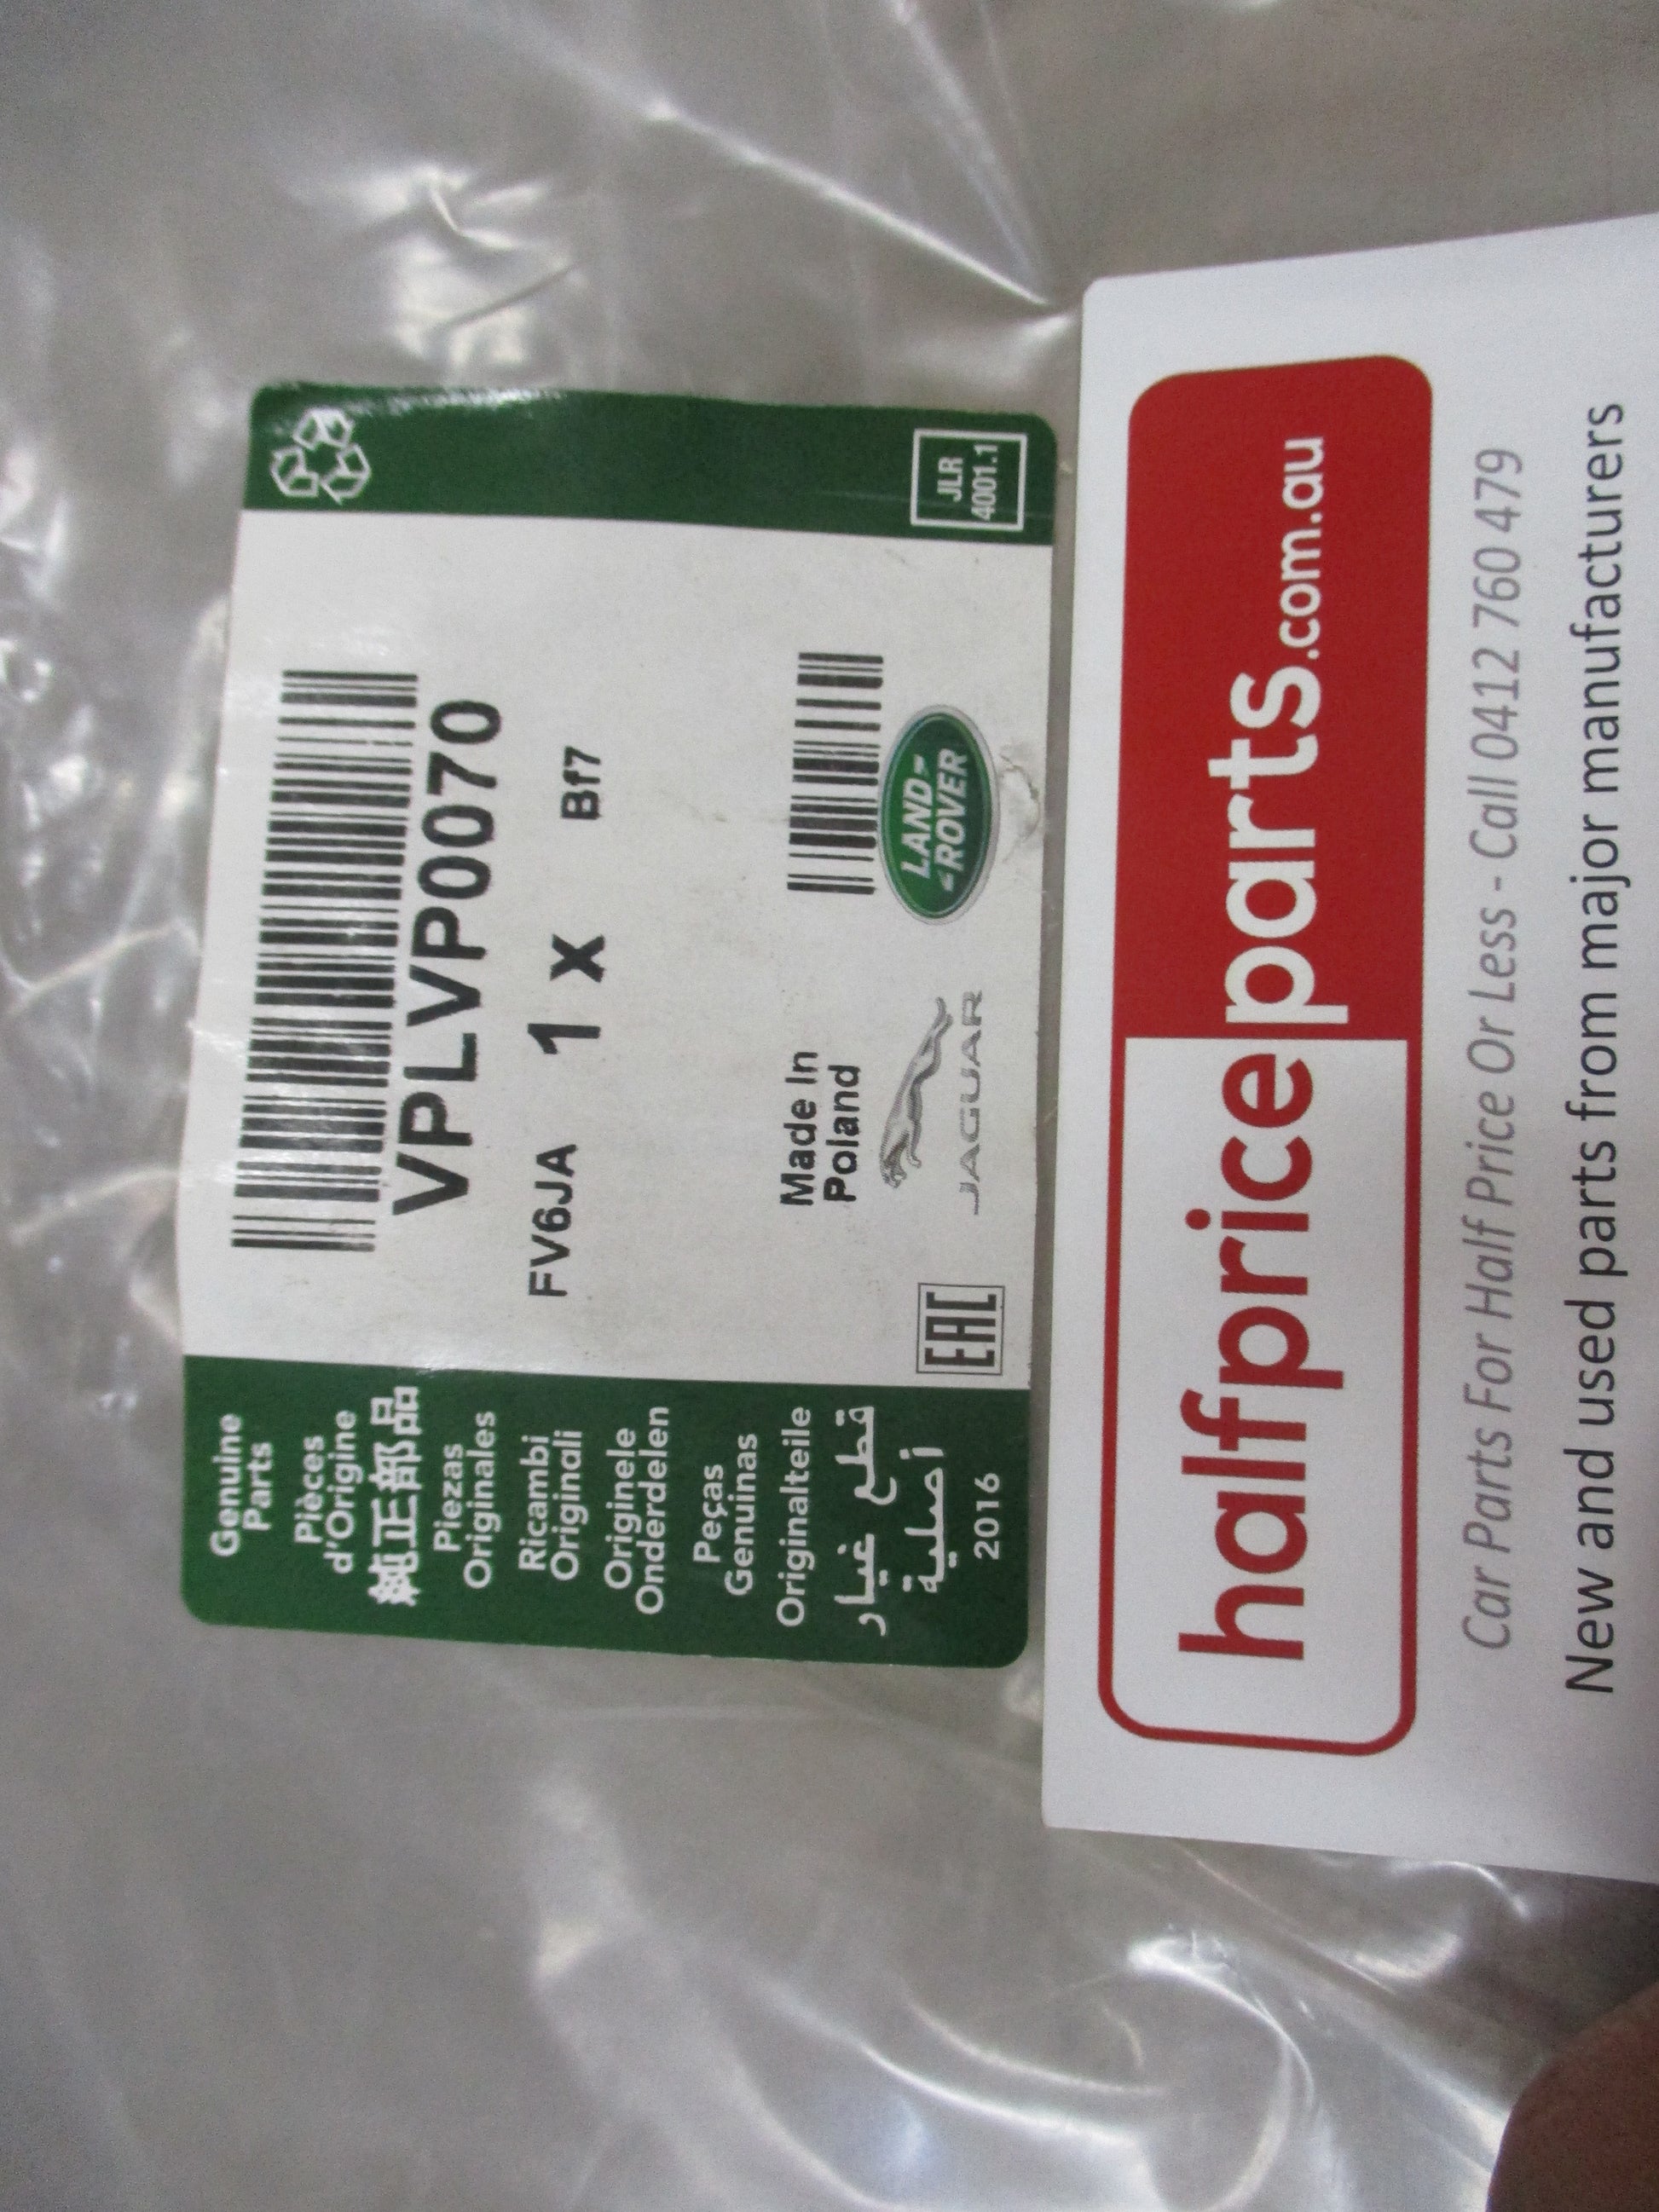 Genuine
Parts
Pièces
d'Origine
純正部品
Piezas
Originales
Ricambi
Originali
Originele
Onderdelen
Peças
Genuinas
Originalteile
قطع غيار
أصلية
2016
VPLVP0070
FV6JA 1 x Bf7
Made In
Poland
EAC
JAGUAR
LAND
ROVER
JLR
4001.1
halfpriceparts.com.au
Car Parts For Half Price Or Less - Call 0412 760 479
New and used parts from major manufacturers